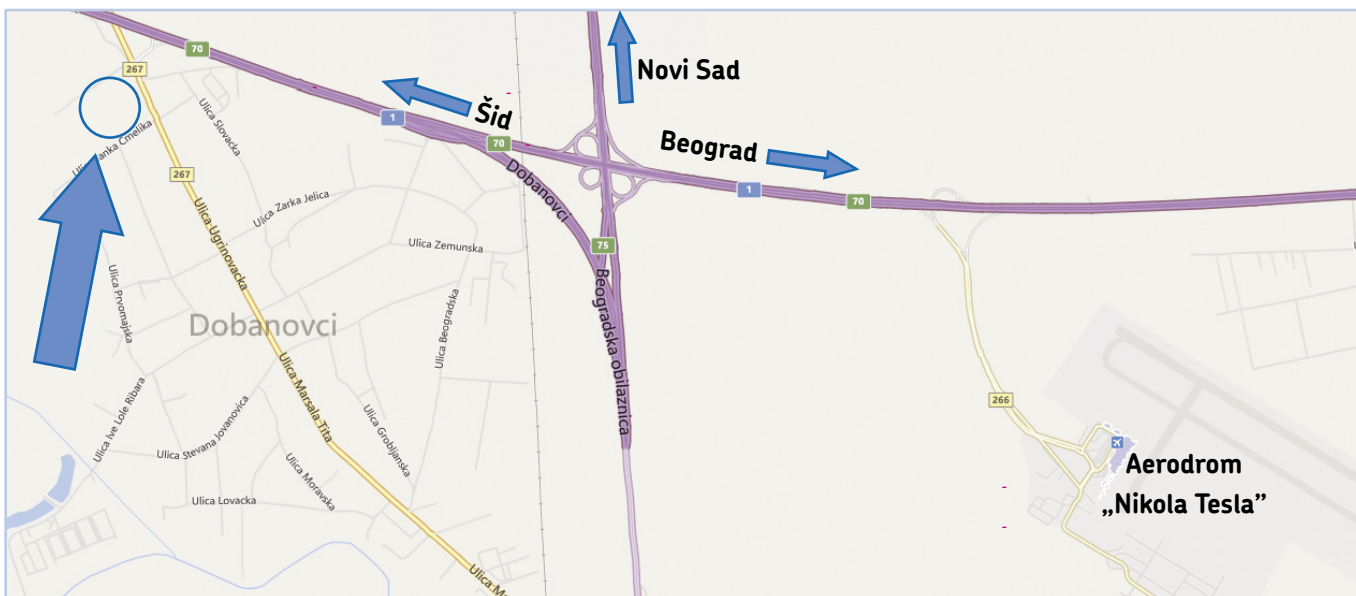 70
267
Novi Sad
Ulica Slovacka
1
Šid
70
Beograd
Cmelika
267
Dobanovci
1
70
Ulica Zarka Jelica
Ulica Ugrinovacka
Ulica Zemunska
75
Ulica Prvomajska
Ulica Beogradska
Beogradska obilaznica
Dobanovci
Ulica Marsala Tita
266
Ulica Ive Lole Ribara
Ulica Stevana Jovanovica
Ulica Grobljanska
Aerodrom
„Nikola Tesla”
Ulica Moravska
Ulica Lovacka
Ulica